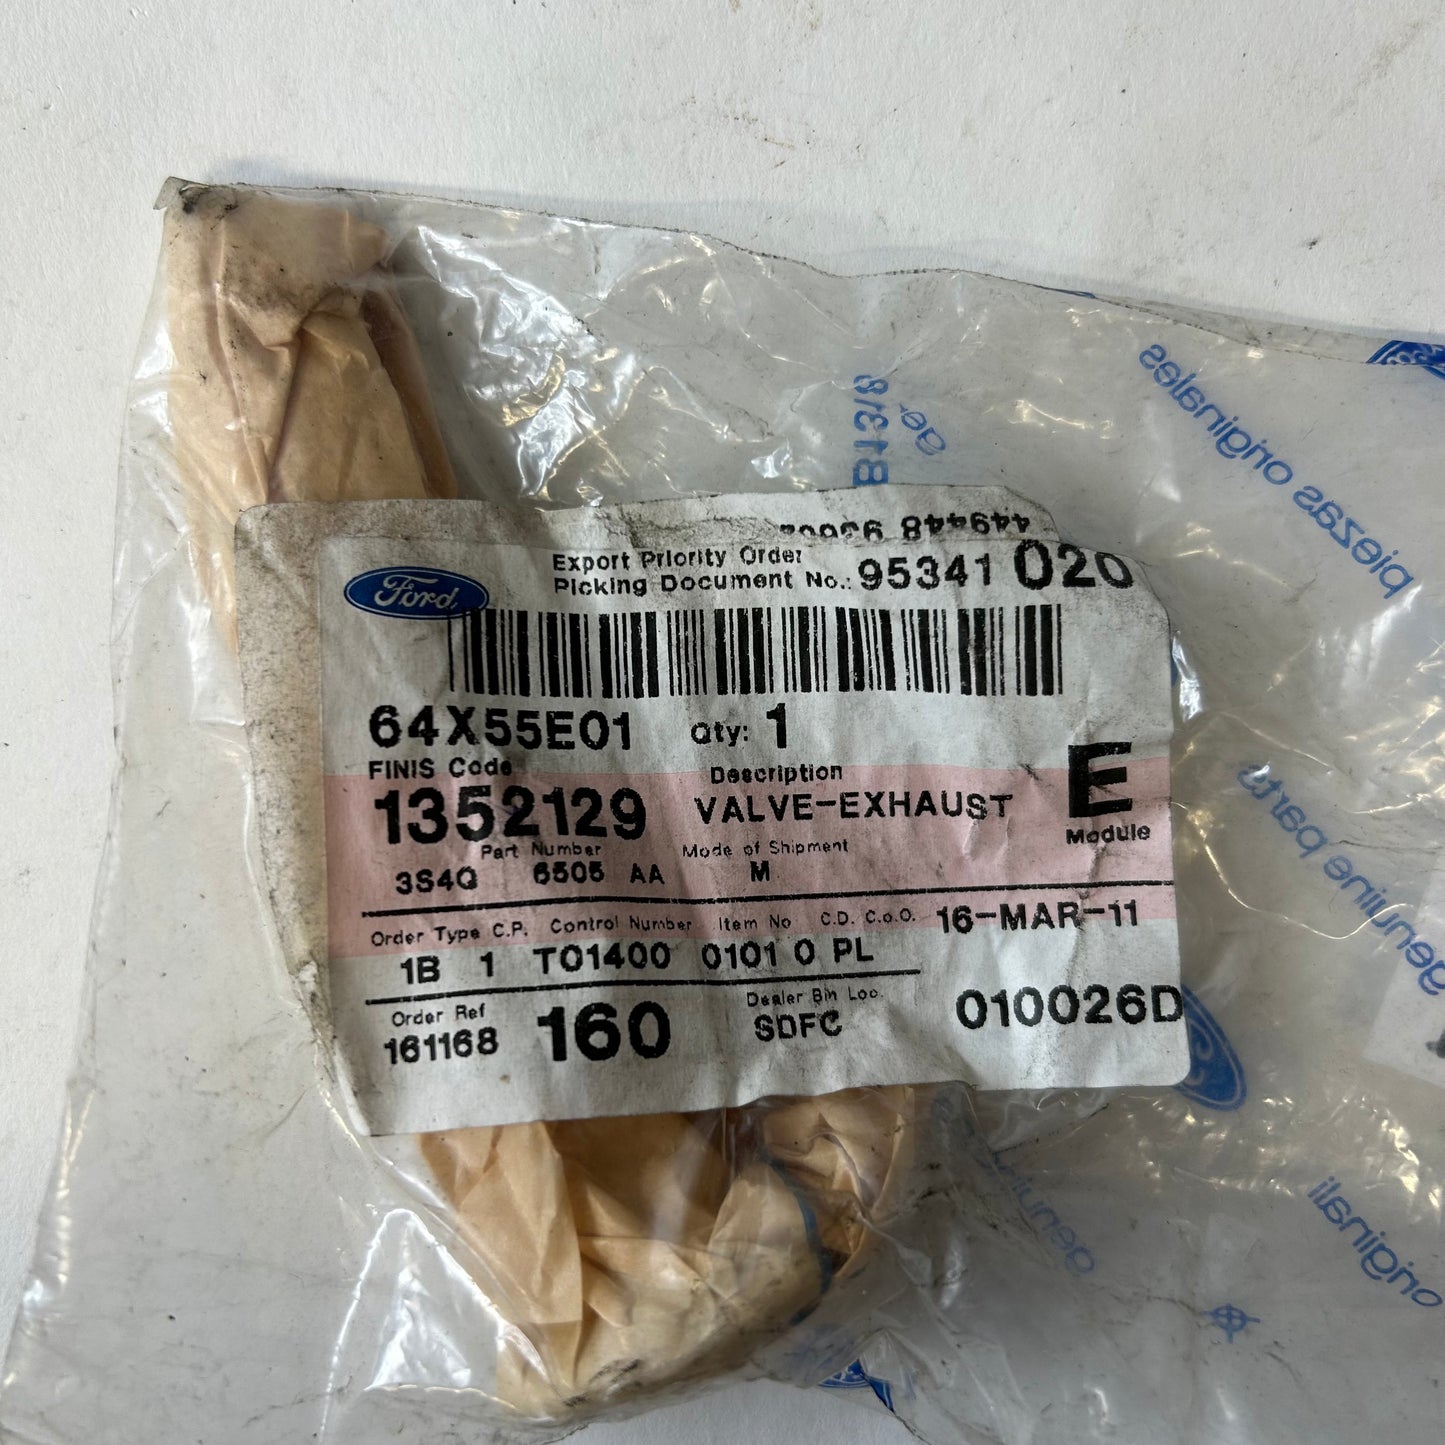 449448
Export Priority Order
Ford
Picking Document No.: 95341 020
64X55E01 Qty: 1
FINIS Code Description
1352129 VALVE-EXHAUST E
Part Number Mode of Shipment Module
3S4Q 6505 AA M
Order Type C.P. Control Number Item No C.D. C.o.O. 16-MAR-11
1B 1 T01400 0101 0 PL
Order Ref Dealer Bin Loc.
161168 160 SDFC 010026D
piezas originales
genuine parts
originali